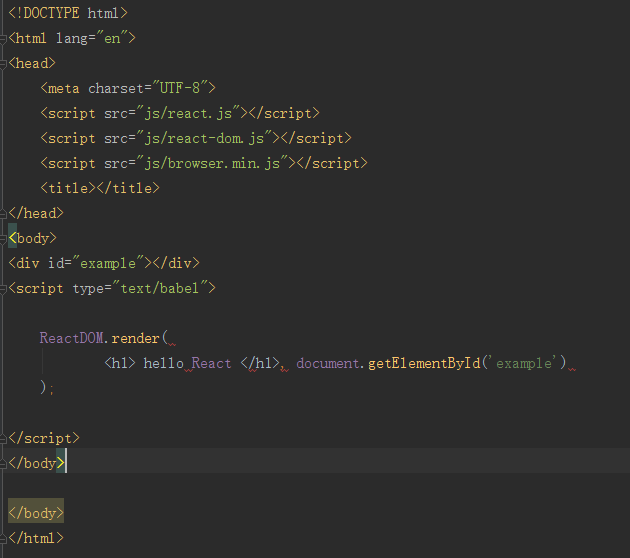 <!DOCTYPE html>
<html lang="en">
<head>
    <meta charset="UTF-8">
    <script src="js/react.js"></script>
    <script src="js/react-dom.js"></script>
    <script src="js/browser.min.js"></script>
    <title></title>
</head>
<body>
<div id="example"></div>
<script type="text/babel">
    ReactDOM.render(
            <h1> hello React </h1>, document.getElementById('example')
    );
</script>
</body>
</body>
</html>